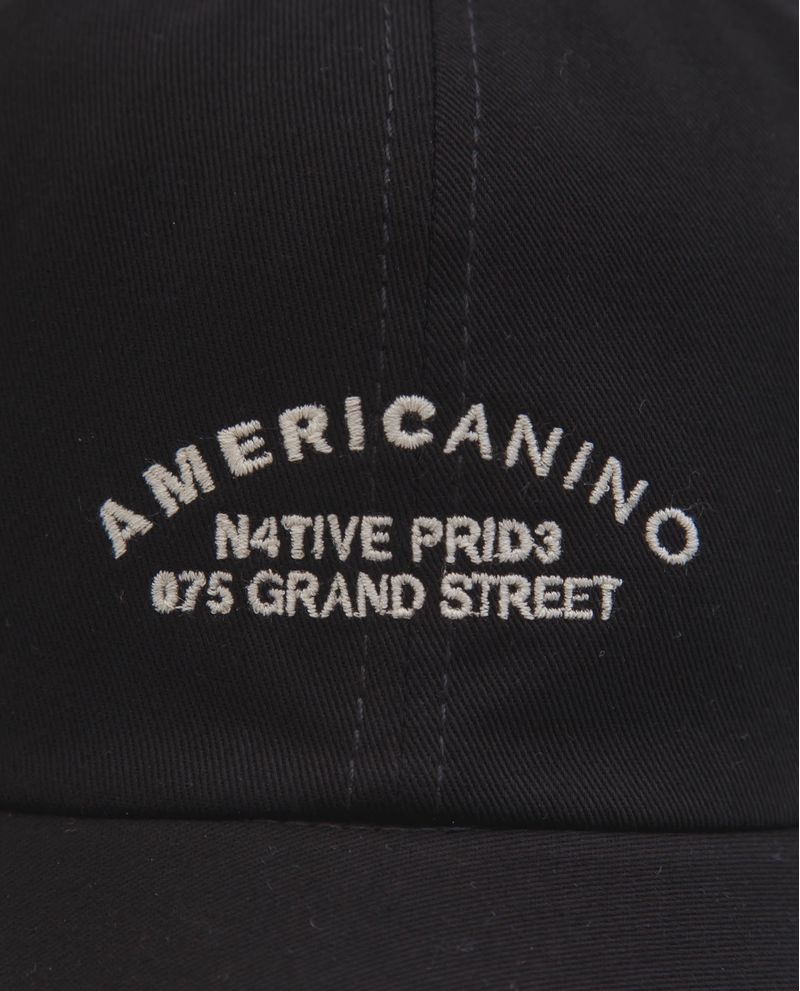 AMERICANINO
N4TIVE PRID3
075 GRAND STREET